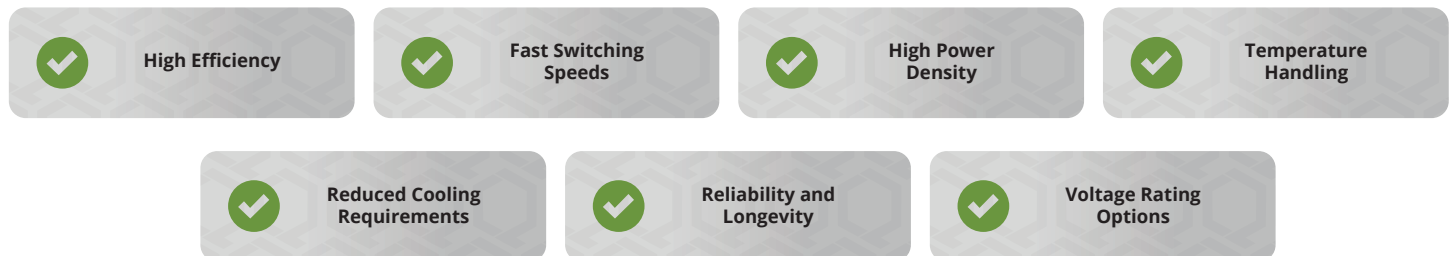 High Efficiency
Fast Switching
Speeds
High Power
Density
Temperature
Handling
Reduced Cooling
Requirements
Reliability and
Longevity
Voltage Rating
Options